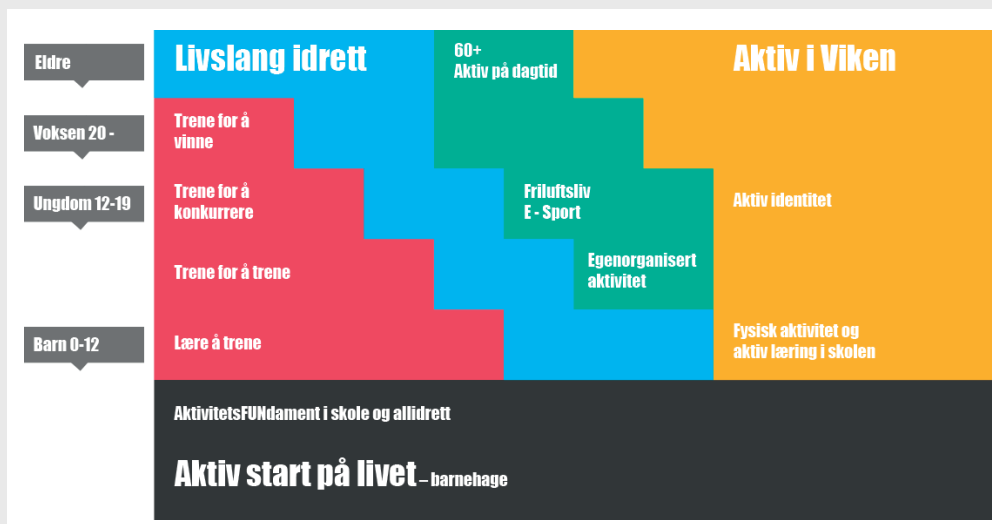 Eldre
Livslang idrett
60+
Aktiv på dagtid
Aktiv i Viken
Voksen 20 -
Trene for å
vinne
Ungdom 12-19
Trene for å
konkurrere
Friluftsliv
E - Sport
Aktiv identitet
Trene for å trene
Egenorganisert
aktivitet
Barn 0-12
Lære å trene
Fysisk aktivitet og
aktiv læring i skolen
AktivitetsFUNdament i skole og allidrett
Aktiv start på livet – barnehage